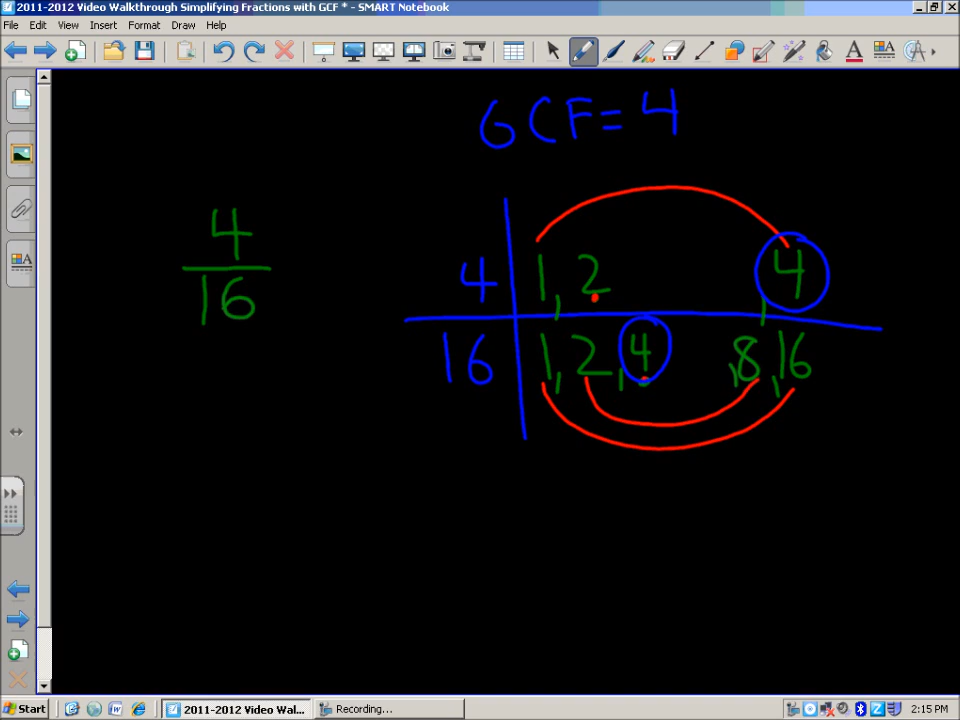 2011-2012 Video Walkthrough Simplifying Fractions with GCF * - SMART Notebook
File Edit View Insert Format Draw Help
GCF=4
4
16
4 1, 2 , 4
16 1, 2, 4 , 8, 16
Start 2011-2012 Video Wal... Recording... 2:15 PM